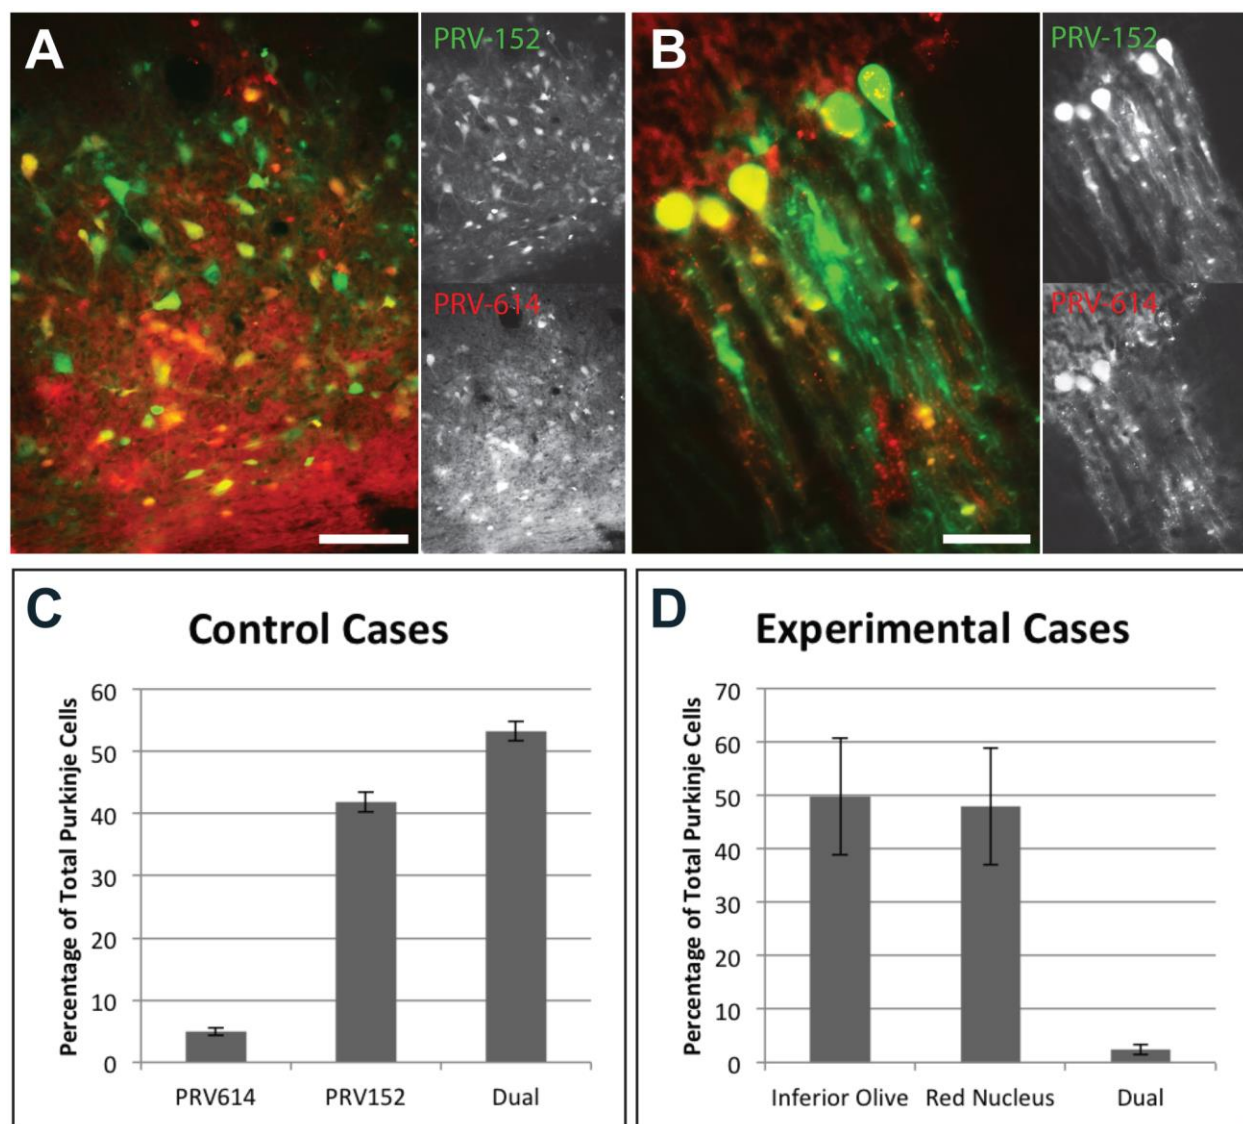 A
PRV-152
PRV-614
B
PRV-152
PRV-614
C
Control Cases
Percentage of Total Purkinje Cells
60
50
40
30
20
10
0
PRV614 PRV152 Dual
D
Experimental Cases
Percentage of Total Purkinje Cells
70
60
50
40
30
20
10
0
Inferior Olive Red Nucleus Dual